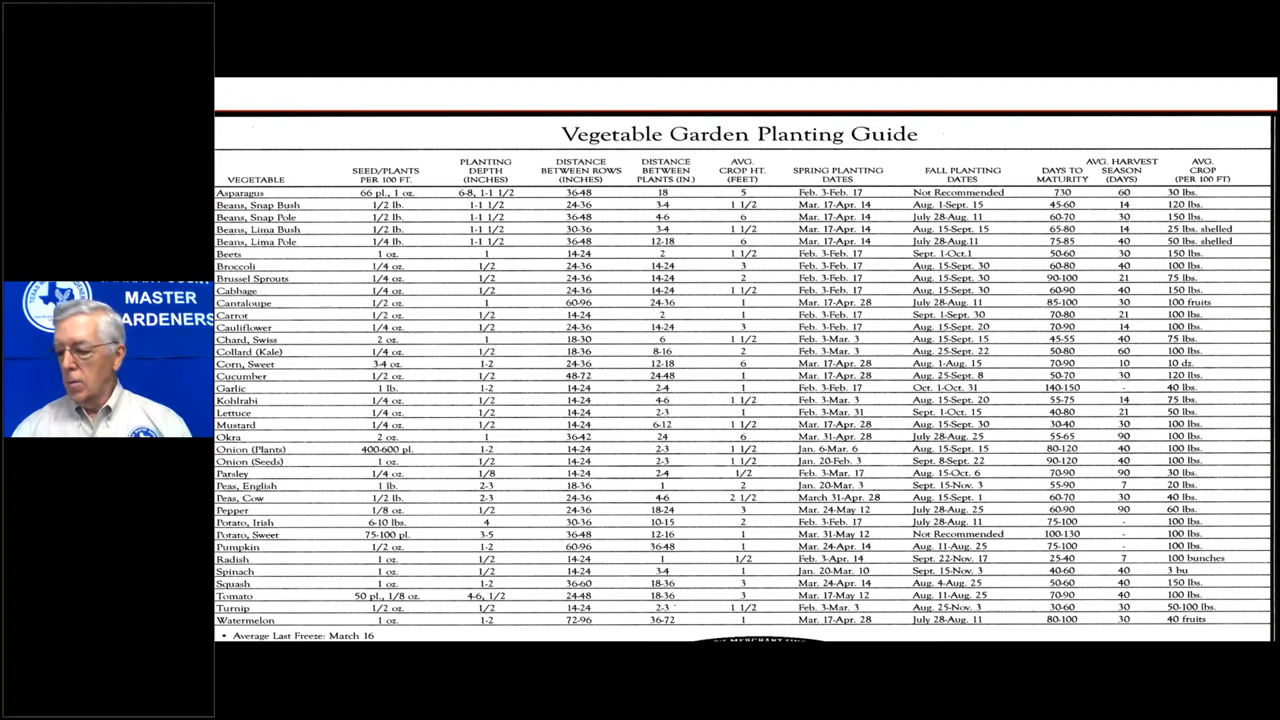 MASTER
GARDENERS
Vegetable Garden Planting Guide
VEGETABLE SEED/PLANTS PER 100 FT. PLANTING DEPTH (INCHES) DISTANCE BETWEEN ROWS (INCHES) DISTANCE BETWEEN PLANTS (IN.) AVG. CROP HT. (FEET) SPRING PLANTING DATES FALL PLANTING DATES DAYS TO MATURITY AVG. HARVEST SEASON (DAYS) AVG. CROP (PER 100 FT)
Asparagus 66 pl., 1 oz. 6-8, 1-1 1/2 36-48 18 5 Feb. 3-Feb. 17 Not Recommended 730 60 30 lbs.
Beans, Snap Bush 1/2 lb. 1-1 1/2 24-36 3-4 1 1/2 Mar. 17-Apr. 14 Aug. 1-Sept. 15 45-60 14 120 lbs.
Beans, Snap Pole 1/2 lb. 1-1 1/2 36-48 4-6 6 Mar. 17-Apr. 14 July 28-Aug. 11 60-70 30 150 lbs.
Beans, Lima Bush 1/2 lb. 1-1 1/2 30-36 3-4 1 1/2 Mar. 17-Apr. 14 Aug. 15-Sept. 15 65-80 14 25 lbs. shelled
Beans, Lima Pole 1/4 lb. 1-1 1/2 36-48 12-18 6 Mar. 17-Apr. 14 July 28-Aug.11 75-85 40 50 lbs. shelled
Beets 1 oz. 1 14-24 2 1 1/2 Feb. 3-Feb. 17 Sept. 1-Oct.1 50-60 30 150 lbs.
Broccoli 1/4 oz. 1/2 24-36 14-24 3 Feb. 3-Feb. 17 Aug. 15-Sept. 30 60-80 40 100 lbs.
Brussel Sprouts 1/4 oz. 1/2 24-36 14-24 2 Feb. 3-Feb. 17 Aug. 15-Sept. 30 90-100 21 75 lbs.
Cabbage 1/4 oz. 1/2 24-36 14-24 1 1/2 Feb. 3-Feb. 17 Aug. 15-Sept. 30 60-90 40 150 lbs.
Cantaloupe 1/2 oz. 1 60-96 24-36 1 Mar. 17-Apr. 28 July 28-Aug. 11 85-100 30 100 fruits
Carrot 1/2 oz. 1/2 14-24 2 1 Feb. 3-Feb. 17 Sept. 1-Sept. 30 70-80 21 100 lbs.
Cauliflower 1/4 oz. 1/2 24-36 14-24 3 Feb. 3-Feb. 17 Aug. 15-Sept. 20 70-90 14 100 lbs.
Chard, Swiss 2 oz. 1 18-30 6 1 1/2 Feb. 3-Mar. 3 Aug. 15-Sept. 30 45-55 40 75 lbs.
Collard (Kale) 1/4 oz. 1/2 18-36 8-16 2 Feb. 3-Mar. 3 Aug. 25-Sept. 22 50-80 60 100 lbs.
Corn, Sweet 3-4 oz. 1-2 24-36 12-18 6 Mar. 17-Apr. 28 Aug. 1-Aug. 15 70-90 10 10 dz.
Cucumber 1/2 oz. 1/2 48-72 24-48 1 Mar. 17-Apr. 28 Aug. 25-Sept. 8 50-70 30 120 lbs.
Garlic 1 lb. 1-2 14-24 2-4 1 Feb. 3-Feb. 17 Oct. 1-Oct. 31 140-150 - 40 lbs.
Kohlrabi 1/4 oz. 1/2 14-24 4-6 1 1/2 Feb. 3-Mar. 3 Aug. 15-Sept. 20 55-75 14 75 lbs.
Lettuce 1/4 oz. 1/2 14-24 2-3 1 Feb. 3-Mar. 31 Sept. 1-Oct. 15 40-80 21 50 lbs.
Mustard 1/4 oz. 1/2 14-24 6-12 1 1/2 Mar. 17-Apr. 28 Aug. 15-Sept. 30 30-40 30 100 lbs.
Okra 2 oz. 1 36-42 24 6 Mar. 31-Apr. 28 July 28-Aug. 25 55-65 90 100 lbs.
Onion (Plants) 400-600 pl. 1-2 14-24 2-3 1 1/2 Jan. 6-Mar. 6 Aug. 15-Sept. 15 80-120 40 100 lbs.
Onion (Seeds) 1 oz. 1/2 14-24 2-3 1 1/2 Jan. 20-Feb. 3 Sept. 8-Sept. 22 90-120 40 100 lbs.
Parsley 1/4 oz. 1/8 14-24 2-4 1/2 Feb. 3-Mar. 17 Aug. 15-Oct. 6 70-90 90 30 lbs.
Peas, English 1 lb. 2-3 18-36 1 2 Jan. 20-Mar. 3 Sept. 15-Nov. 3 55-90 7 20 lbs.
Peas, Cow 1/2 lb. 2-3 24-36 4-6 2 1/2 March 31-Apr. 28 Aug. 15-Sept. 1 60-70 30 40 lbs.
Pepper 1/8 oz. 1/2 24-36 18-24 3 Mar. 24-May 12 July 28-Aug. 25 60-90 90 60 lbs.
Potato, Irish 6-10 lbs. 4 30-36 10-15 2 Feb. 3-Feb. 17 July 28-Aug. 11 75-100 - 100 lbs.
Potato, Sweet 75-100 pl. 3-5 36-48 12-16 1 Mar. 31-May 12 Not Recommended 100-130 - 100 lbs.
Pumpkin 1/2 oz. 1-2 60-96 36-48 1 Mar. 24-Apr. 14 Aug. 11-Aug. 25 75-100 - 100 lbs.
Radish 1 oz. 1/2 14-24 1 1/2 Feb. 3-Apr. 14 Sept. 22-Nov. 17 25-40 7 100 bunches
Spinach 1 oz. 1/2 14-24 3-4 1 Jan. 20-Mar. 10 Sept. 15-Nov. 3 40-60 40 3 bu
Squash 1 oz. 1-2 36-60 18-36 3 Mar. 24-Apr. 14 Aug. 4-Aug. 25 50-60 40 150 lbs.
Tomato 50 pl., 1/8 oz. 4-6, 1/2 24-48 18-36 3 Mar. 17-May 12 Aug. 11-Aug. 25 70-90 40 100 lbs.
Turnip 1/2 oz. 1/2 14-24 2-3 1 1/2 Feb. 3-Mar. 3 Aug. 25-Nov. 3 30-60 30 50-100 lbs.
Watermelon 1 oz. 1-2 72-96 36-72 1 Mar. 17-Apr. 28 July 28-Aug. 11 80-100 30 40 fruits
• Average Last Freeze: March 16